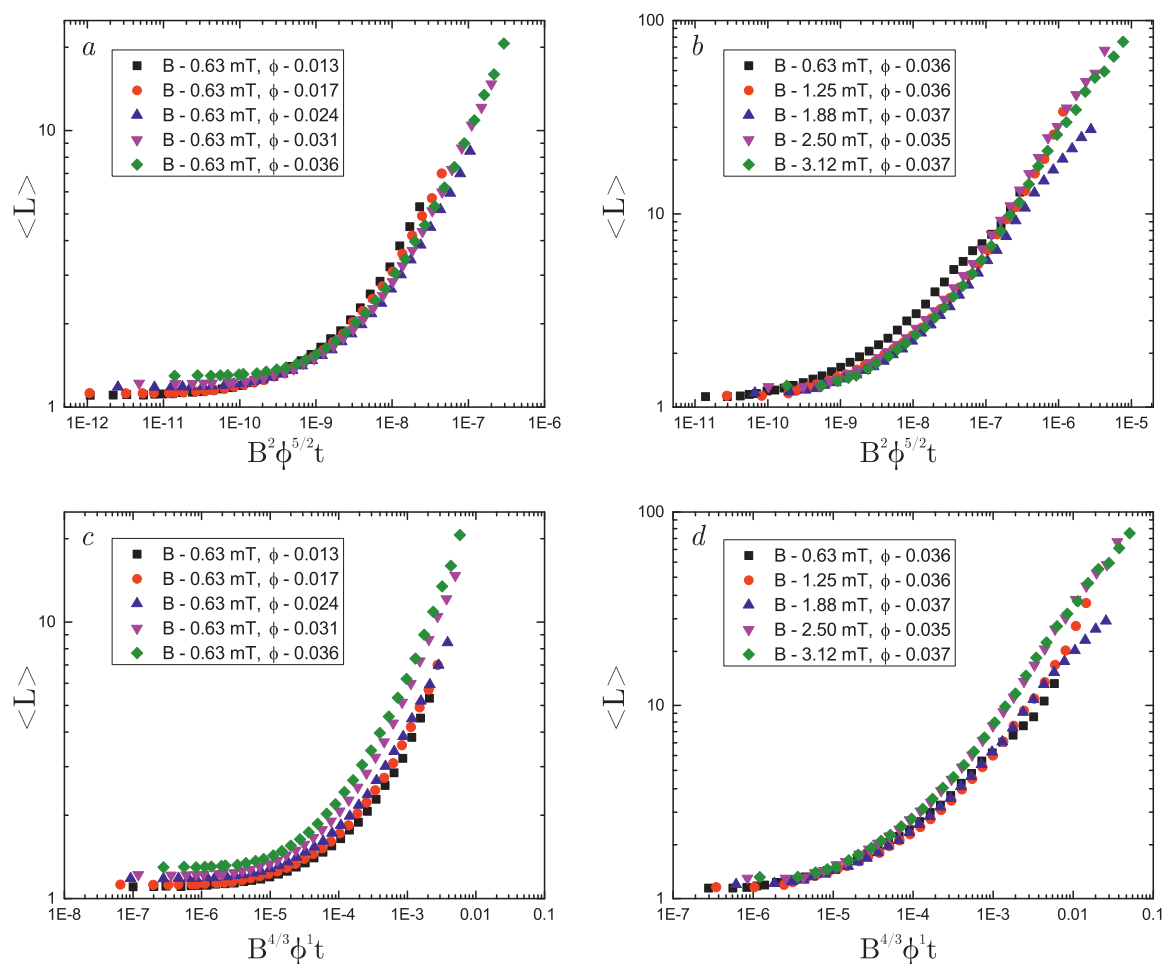 a
B - 0.63 mT, ϕ - 0.013
B - 0.63 mT, ϕ - 0.017
B - 0.63 mT, ϕ - 0.024
B - 0.63 mT, ϕ - 0.031
B - 0.63 mT, ϕ - 0.036
10
1
<L>
1E-12 1E-11 1E-10 1E-9 1E-8 1E-7 1E-6
B²ϕ^{5/2}t
b
B - 0.63 mT, ϕ - 0.036
B - 1.25 mT, ϕ - 0.036
B - 1.88 mT, ϕ - 0.037
B - 2.50 mT, ϕ - 0.035
B - 3.12 mT, ϕ - 0.037
100
10
1
<L>
1E-11 1E-10 1E-9 1E-8 1E-7 1E-6 1E-5
B²ϕ^{5/2}t
c
B - 0.63 mT, ϕ - 0.013
B - 0.63 mT, ϕ - 0.017
B - 0.63 mT, ϕ - 0.024
B - 0.63 mT, ϕ - 0.031
B - 0.63 mT, ϕ - 0.036
10
1
<L>
1E-8 1E-7 1E-6 1E-5 1E-4 1E-3 0.01 0.1
B^{4/3}ϕ¹t
d
B - 0.63 mT, ϕ - 0.036
B - 1.25 mT, ϕ - 0.036
B - 1.88 mT, ϕ - 0.037
B - 2.50 mT, ϕ - 0.035
B - 3.12 mT, ϕ - 0.037
100
10
1
<L>
1E-7 1E-6 1E-5 1E-4 1E-3 0.01 0.1
B^{4/3}ϕ¹t